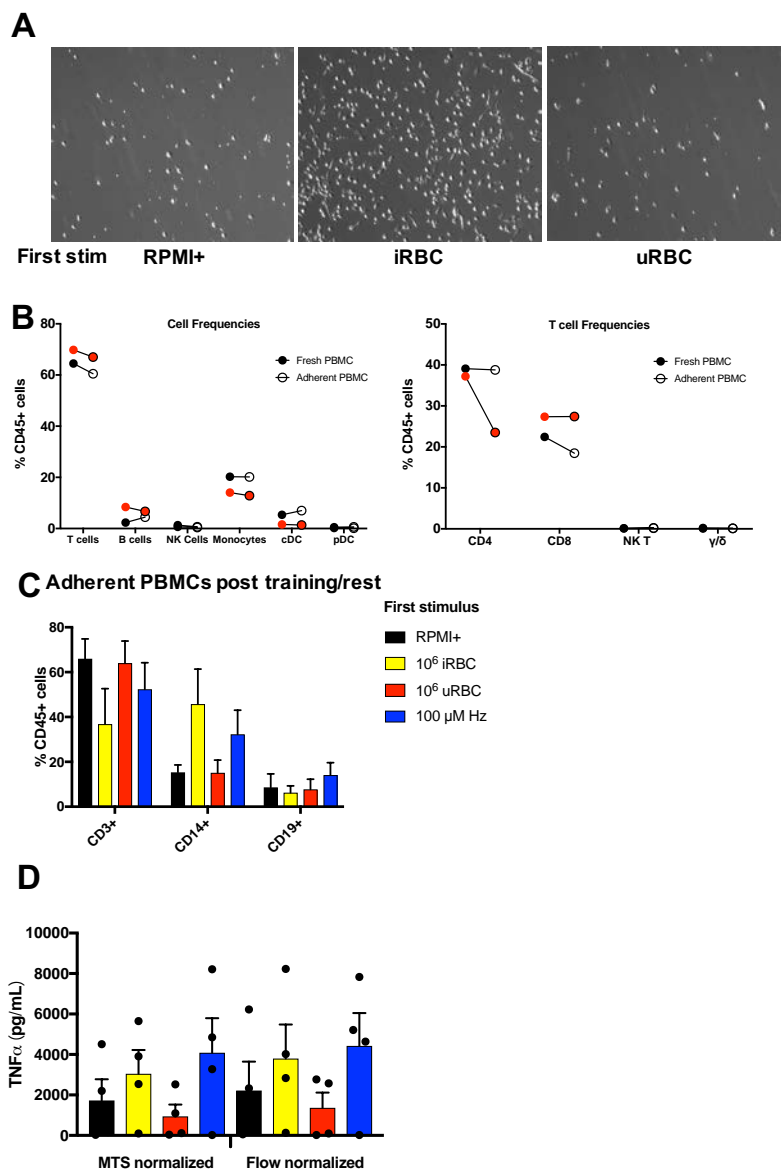 A
First stim RPMI+ iRBC uRBC
B
Cell Frequencies
% CD45+ cells
80
60
40
20
0
Fresh PBMC
Adherent PBMC
T cells B cells NK Cells Monocytes cDC pDC
T cell Frequencies
% CD45+ cells
50
40
30
20
10
0
Fresh PBMC
Adherent PBMC
CD4 CD8 NK T γ/δ
C Adherent PBMCs post training/rest
% CD45+ cells
80
60
40
20
0
CD3+ CD14+ CD19+
First stimulus
RPMI+
10⁶ iRBC
10⁶ uRBC
100 μM Hz
D
TNFα (pg/mL)
10000
8000
6000
4000
2000
0
MTS normalized Flow normalized